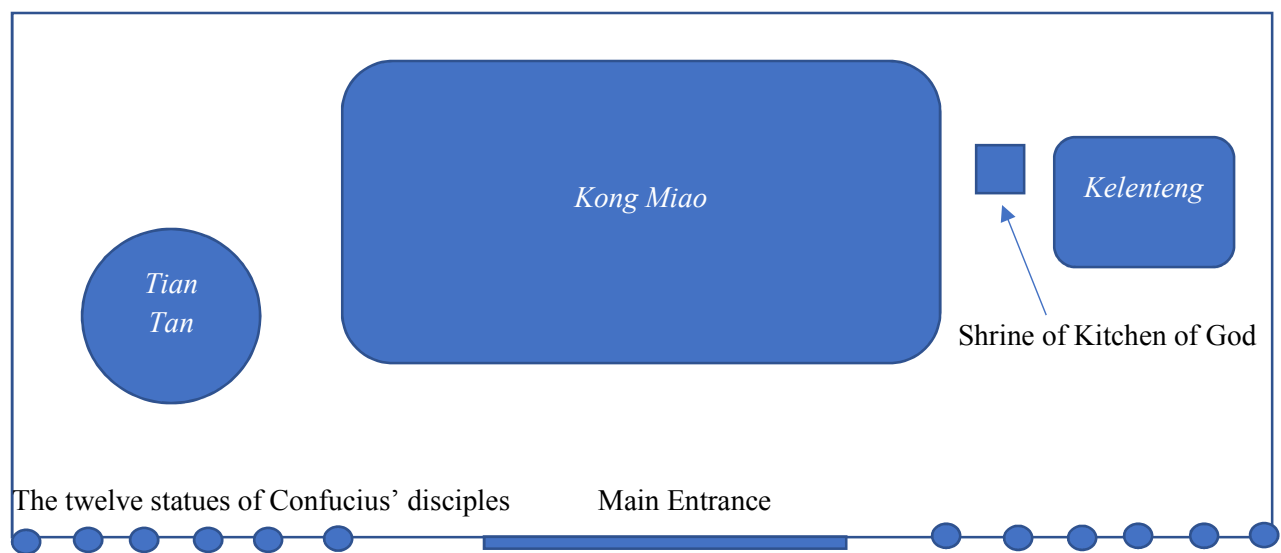 Kong Miao
Kelenteng
Tian
Tan
Shrine of Kitchen of God
The twelve statues of Confucius’ disciples
Main Entrance